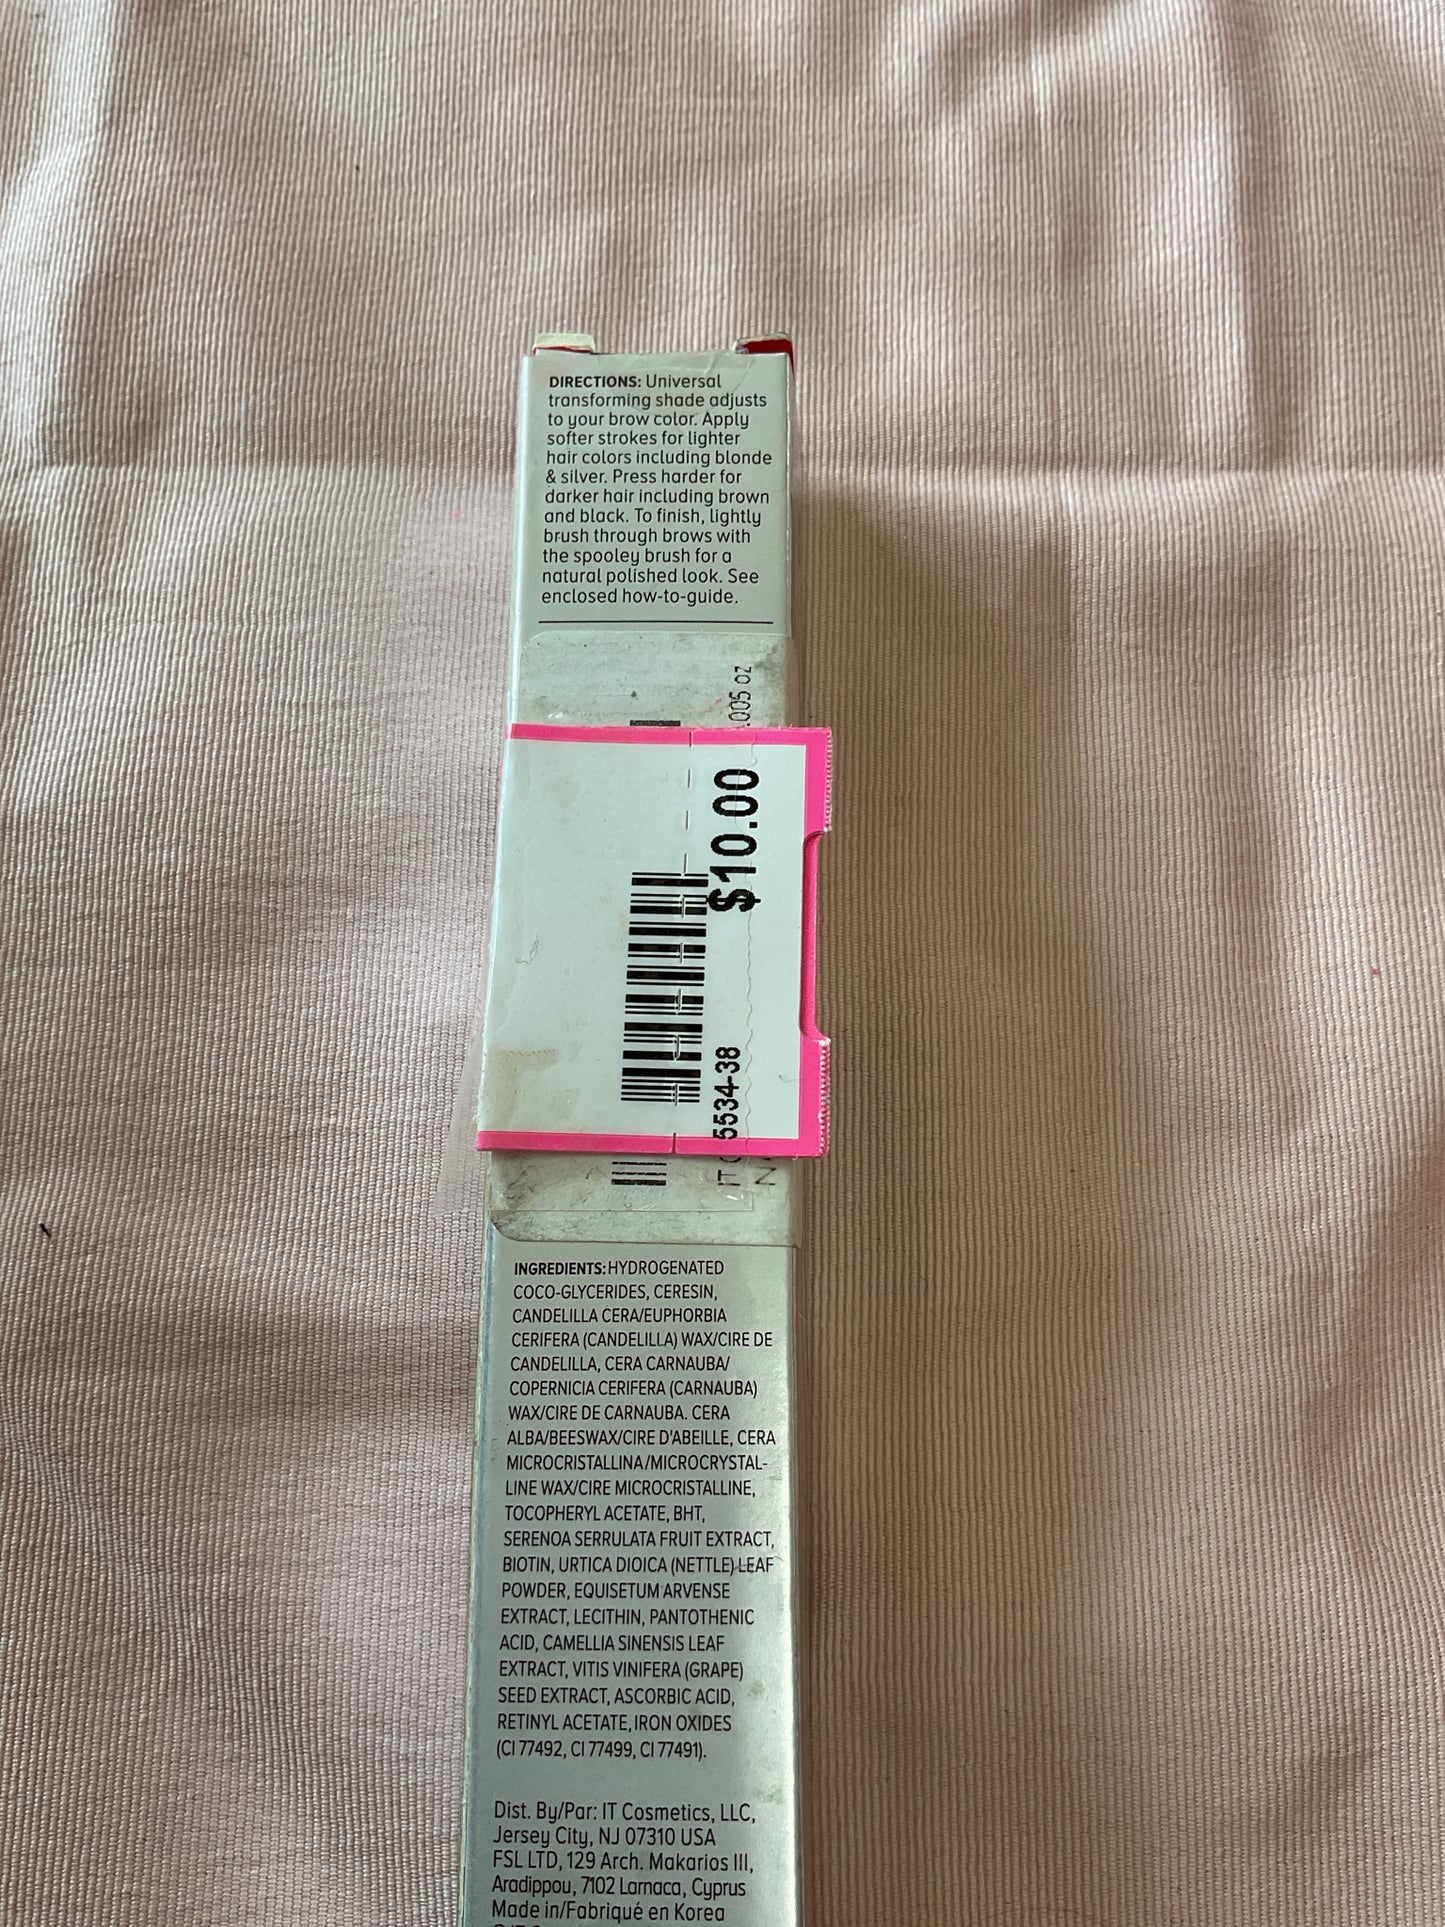 DIRECTIONS: Universal
transforming shade adjusts
to your brow color. Apply
softer strokes for lighter
hair colors including blonde
& silver. Press harder for
darker hair including brown
and black. To finish, lightly
brush through brows with
the spooley brush for a
natural polished look. See
enclosed how-to-guide.
.005 oz
$10.00
5534-38
IT
INGREDIENTS: HYDROGENATED
COCO-GLYCERIDES, CERESIN,
CANDELILLA CERA/EUPHORBIA
CERIFERA (CANDELILLA) WAX/CIRE DE
CANDELILLA, CERA CARNAUBA/
COPERNICIA CERIFERA (CARNAUBA)
WAX/CIRE DE CARNAUBA. CERA
ALBA/BEESWAX/CIRE D'ABEILLE, CERA
MICROCRISTALLINA/MICROCRYSTAL-
LINE WAX/CIRE MICROCRISTALLINE,
TOCOPHERYL ACETATE, BHT,
SERENOA SERRULATA FRUIT EXTRACT,
BIOTIN, URTICA DIOICA (NETTLE) LEAF
POWDER, EQUISETUM ARVENSE
EXTRACT, LECITHIN, PANTOTHENIC
ACID, CAMELLIA SINENSIS LEAF
EXTRACT, VITIS VINIFERA (GRAPE)
SEED EXTRACT, ASCORBIC ACID,
RETINYL ACETATE, IRON OXIDES
(CI 77492, CI 77499, CI 77491).
Dist. By/Par: IT Cosmetics, LLC,
Jersey City, NJ 07310 USA
FSL LTD, 129 Arch. Makarios III,
Aradippou, 7102 Larnaca, Cyprus
Made in/Fabriqué en Korea